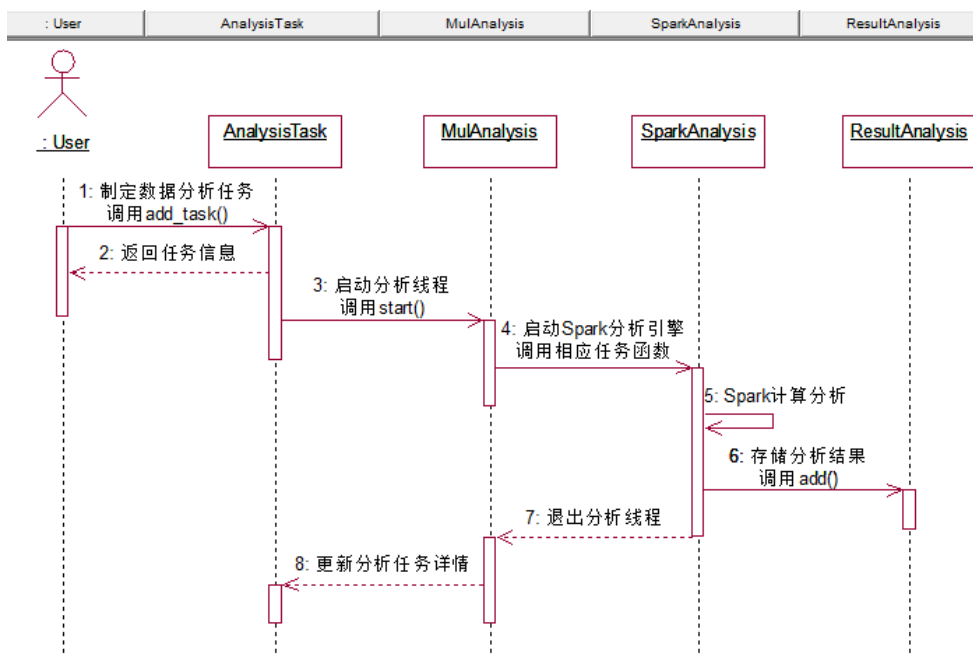 : User
AnalysisTask
MulAnalysis
SparkAnalysis
ResultAnalysis
: User
AnalysisTask
MulAnalysis
SparkAnalysis
ResultAnalysis
1: 制定数据分析任务
调用add_task()
2: 返回任务信息
3: 启动分析线程
调用start()
4: 启动Spark分析引擎
调用相应任务函数
5: Spark计算分析
6: 存储分析结果
调用add()
7: 退出分析线程
8: 更新分析任务详情